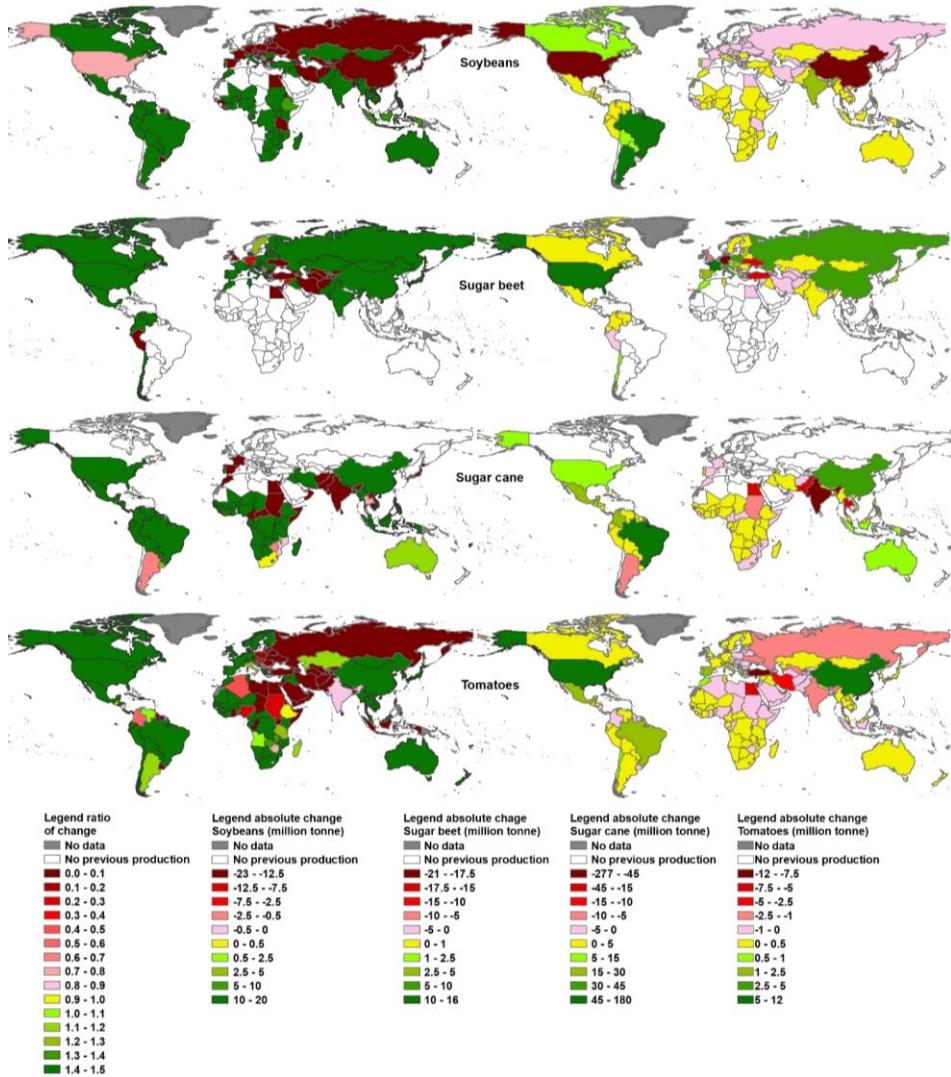 Soybeans
Sugar beet
Sugar cane
Tomatoes
Legend ratio
of change
No data
No previous production
0.0 - 0.1
0.1 - 0.2
0.2 - 0.3
0.3 - 0.4
0.4 - 0.5
0.5 - 0.6
0.6 - 0.7
0.7 - 0.8
0.8 - 0.9
0.9 - 1.0
1.0 - 1.1
1.1 - 1.2
1.2 - 1.3
1.3 - 1.4
1.4 - 1.5
Legend absolute change
Soybeans (million tonne)
No data
No previous production
-23 - -12.5
-12.5 - -7.5
-7.5 - -2.5
-2.5 - -0.5
-0.5 - 0
0 - 0.5
0.5 - 2.5
2.5 - 5
5 - 10
10 - 20
Legend absolute chage
Sugar beet (million tonne)
No data
No previous production
-21 - -17.5
-17.5 - -15
-15 - -10
-10 - -5
-5 - 0
0 - 1
1 - 2.5
2.5 - 5
5 - 10
10 - 16
Legend absolute change
Sugar cane (million tonne)
No data
No previous production
-277 - -45
-45 - -15
-15 - -10
-10 - -5
-5 - 0
0 - 5
5 - 15
15 - 30
30 - 45
45 - 180
Legend absolute change
Tomatoes (million tonne)
No data
No previous production
-12 - -7.5
-7.5 - -5
-5 - -2.5
-2.5 - -1
-1 - 0
0 - 0.5
0.5 - 1
1 - 2.5
2.5 - 5
5 - 12